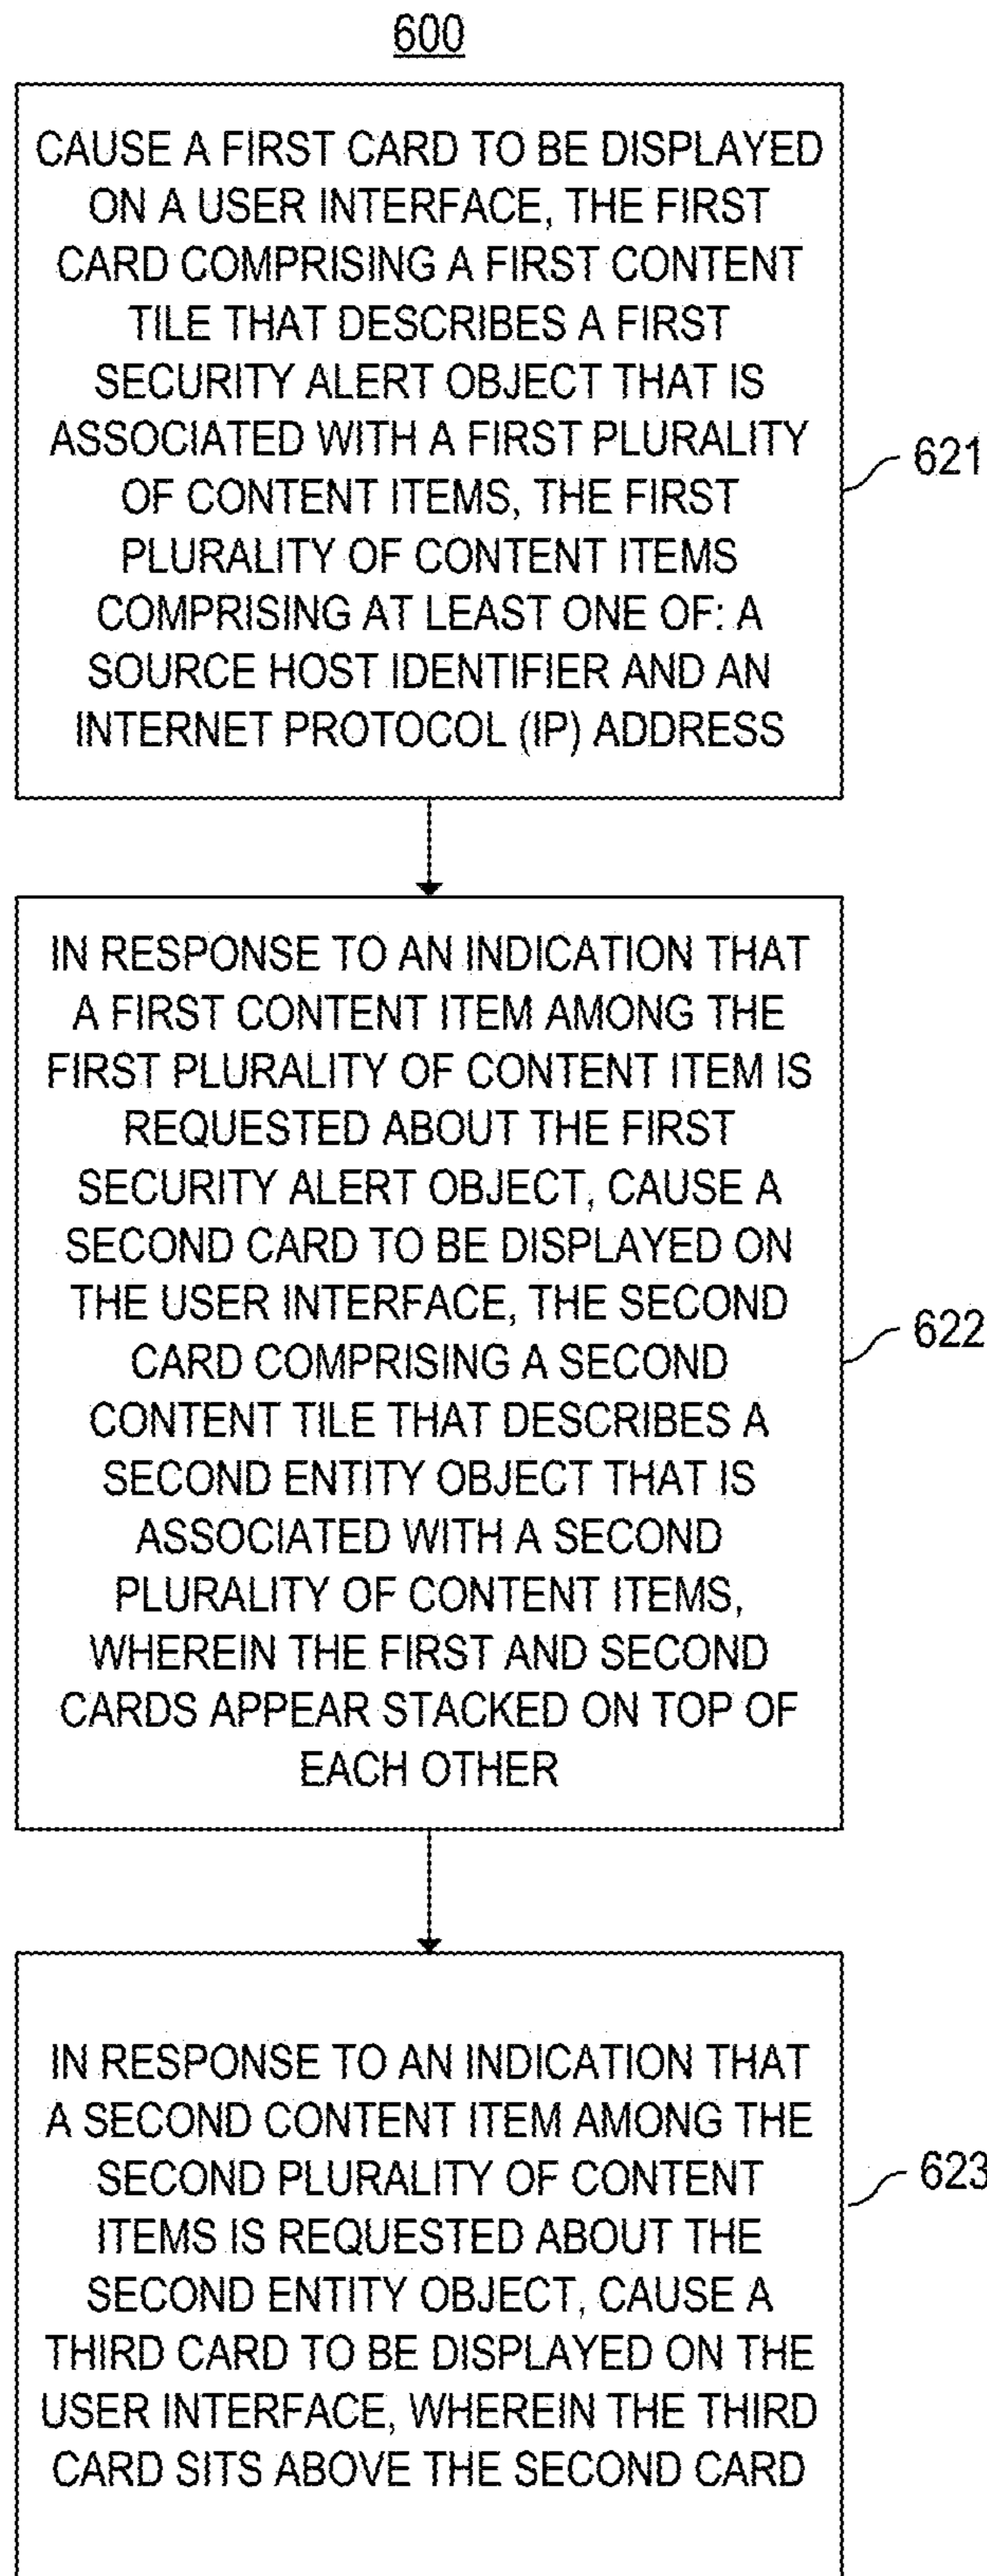 600
CAUSE A FIRST CARD TO BE DISPLAYED
ON A USER INTERFACE, THE FIRST
CARD COMPRISING A FIRST CONTENT
TILE THAT DESCRIBES A FIRST
SECURITY ALERT OBJECT THAT IS
ASSOCIATED WITH A FIRST PLURALITY
OF CONTENT ITEMS, THE FIRST
PLURALITY OF CONTENT ITEMS
COMPRISING AT LEAST ONE OF: A
SOURCE HOST IDENTIFIER AND AN
INTERNET PROTOCOL (IP) ADDRESS
621
IN RESPONSE TO AN INDICATION THAT
A FIRST CONTENT ITEM AMONG THE
FIRST PLURALITY OF CONTENT ITEM IS
REQUESTED ABOUT THE FIRST
SECURITY ALERT OBJECT, CAUSE A
SECOND CARD TO BE DISPLAYED ON
THE USER INTERFACE, THE SECOND
CARD COMPRISING A SECOND
CONTENT TILE THAT DESCRIBES A
SECOND ENTITY OBJECT THAT IS
ASSOCIATED WITH A SECOND
PLURALITY OF CONTENT ITEMS,
WHEREIN THE FIRST AND SECOND
CARDS APPEAR STACKED ON TOP OF
EACH OTHER
622
IN RESPONSE TO AN INDICATION THAT
A SECOND CONTENT ITEM AMONG THE
SECOND PLURALITY OF CONTENT
ITEMS IS REQUESTED ABOUT THE
SECOND ENTITY OBJECT, CAUSE A
THIRD CARD TO BE DISPLAYED ON THE
USER INTERFACE, WHEREIN THE THIRD
CARD SITS ABOVE THE SECOND CARD
623